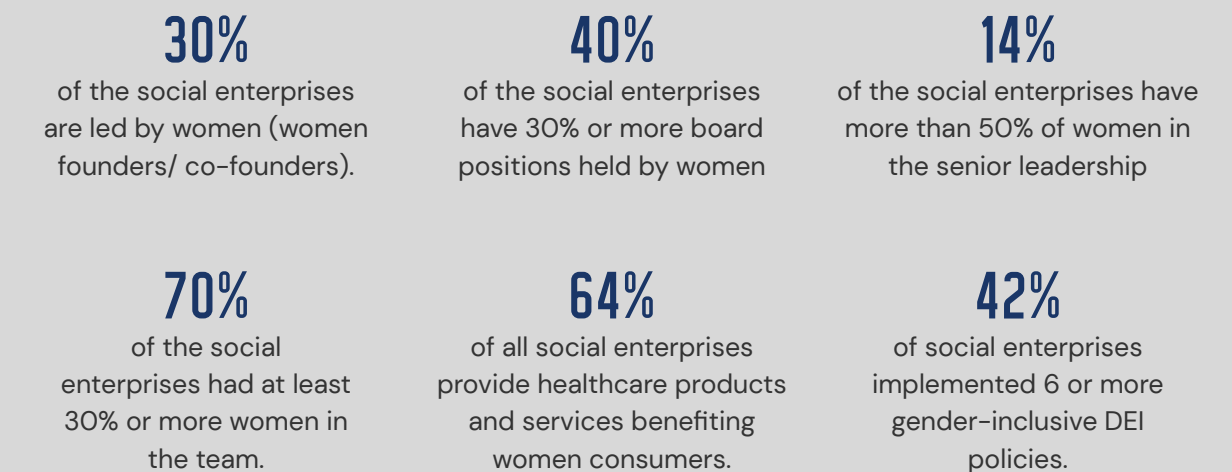 30%
of the social enterprises
are led by women (women
founders/ co-founders).
40%
of the social enterprises
have 30% or more board
positions held by women
14%
of the social enterprises have
more than 50% of women in
the senior leadership
70%
of the social
enterprises had at least
30% or more women in
the team.
64%
of all social enterprises
provide healthcare products
and services benefiting
women consumers.
42%
of social enterprises
implemented 6 or more
gender-inclusive DEI
policies.